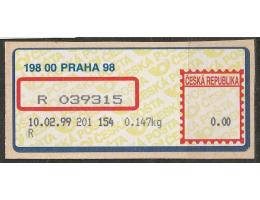 198 00 PRAHA 98
ČESKÁ REPUBLIKA
R 039315
0.00
10.02.99 201 154 0.147kg
R